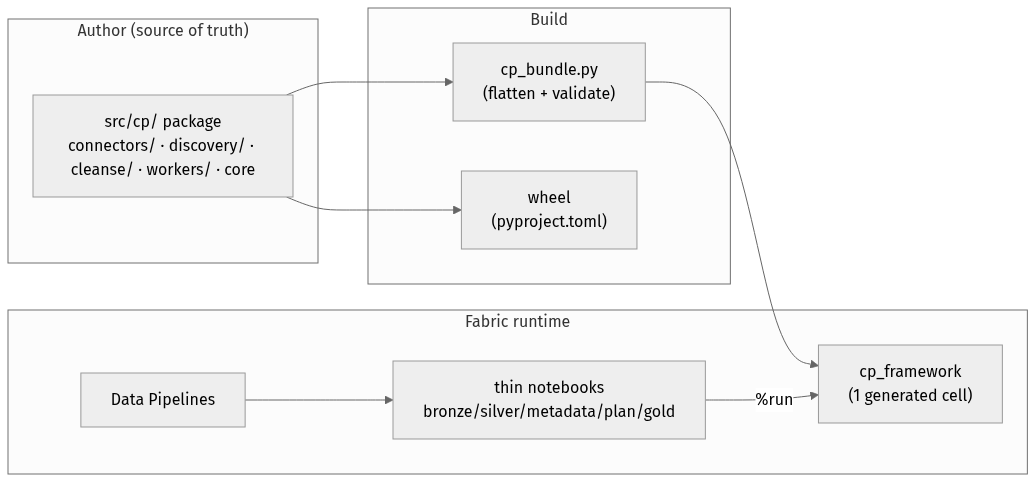 Author (source of truth)
src/cp/ package
connectors/ · discovery/ ·
cleanse/ · workers/ · core
Build
cp_bundle.py
(flatten + validate)
wheel
(pyproject.toml)
Fabric runtime
Data Pipelines
thin notebooks
bronze/silver/metadata/plan/gold
%run
cp_framework
(1 generated cell)